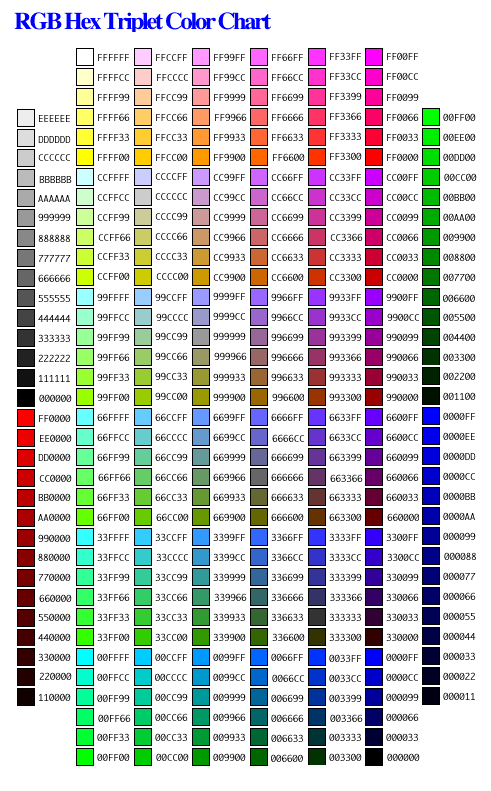 RGB Hex Triplet Color Chart
FFFFFF FFCCFF FF99FF FF66FF FF33FF FF00FF
FFFFCC FFCCCC FF99CC FF66CC FF33CC FF00CC
FFFF99 FFCC99 FF9999 FF6699 FF3399 FF0099
EEEEEE FFFF66 FFCC66 FF9966 FF6666 FF3366 FF0066 00FF00
DDDDDD FFFF33 FFCC33 FF9933 FF6633 FF3333 FF0033 00EE00
CCCCCC FFFF00 FFCC00 FF9900 FF6600 FF3300 FF0000 00DD00
BBBBBB CCFFFF CCCCFF CC99FF CC66FF CC33FF CC00FF 00CC00
AAAAAA CCFFCC CCCCCC CC99CC CC66CC CC33CC CC00CC 00BB00
999999 CCFF99 CCCC99 CC9999 CC6699 CC3399 CC0099 00AA00
888888 CCFF66 CCCC66 CC9966 CC6666 CC3366 CC0066 009900
777777 CCFF33 CCCC33 CC9933 CC6633 CC3333 CC0033 008800
666666 CCFF00 CCCC00 CC9900 CC6600 CC3300 CC0000 007700
555555 99FFFF 99CCFF 9999FF 9966FF 9933FF 9900FF 006600
444444 99FFCC 99CCCC 9999CC 9966CC 9933CC 9900CC 005500
333333 99FF99 99CC99 999999 996699 993399 990099 004400
222222 99FF66 99CC66 999966 996666 993366 990066 003300
111111 99FF33 99CC33 999933 996633 993333 990033 002200
000000 99FF00 99CC00 999900 996600 993300 990000 001100
FF0000 66FFFF 66CCFF 6699FF 6666FF 6633FF 6600FF 0000FF
EE0000 66FFCC 66CCCC 6699CC 6666CC 6633CC 6600CC 0000EE
DD0000 66FF99 66CC99 669999 666699 663399 660099 0000DD
CC0000 66FF66 66CC66 669966 666666 663366 660066 0000CC
BB0000 66FF33 66CC33 669933 666633 663333 660033 0000BB
AA0000 66FF00 66CC00 669900 666600 663300 660000 0000AA
990000 33FFFF 33CCFF 3399FF 3366FF 3333FF 3300FF 000099
880000 33FFCC 33CCCC 3399CC 3366CC 3333CC 3300CC 000088
770000 33FF99 33CC99 339999 336699 333399 330099 000077
660000 33FF66 33CC66 339966 336666 333366 330066 000066
550000 33FF33 33CC33 339933 336633 333333 330033 000055
440000 33FF00 33CC00 339900 336600 333300 330000 000044
330000 00FFFF 00CCFF 0099FF 0066FF 0033FF 0000FF 000033
220000 00FFCC 00CCCC 0099CC 0066CC 0033CC 0000CC 000022
110000 00FF99 00CC99 009999 006699 003399 000099 000011
00FF66 00CC66 009966 006666 003366 000066
00FF33 00CC33 009933 006633 003333 000033
00FF00 00CC00 009900 006600 003300 000000